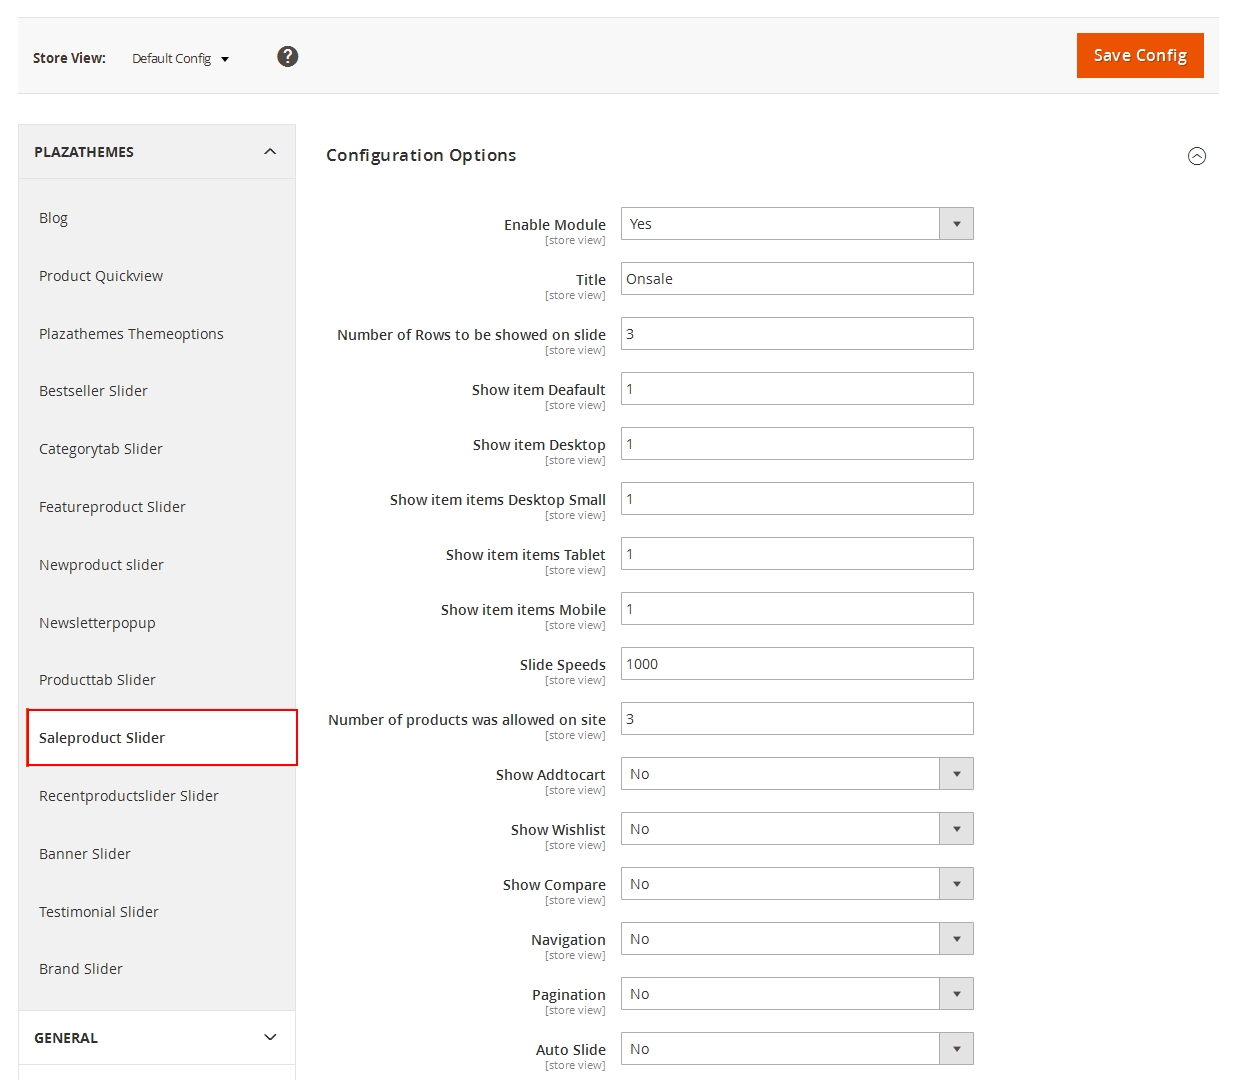 Store View: Default Config ?
Save Config
PLAZATHEMES
Blog
Product Quickview
Plazathemes Themeoptions
Bestseller Slider
Categorytab Slider
Featureproduct Slider
Newproduct slider
Newsletterpopup
Producttab Slider
Saleproduct Slider
Recentproductslider Slider
Banner Slider
Testimonial Slider
Brand Slider
GENERAL
Configuration Options
Enable Module Yes
[store view]
Title Onsale
[store view]
Number of Rows to be showed on slide 3
[store view]
Show item Deafault 1
[store view]
Show item Desktop 1
[store view]
Show item items Desktop Small 1
[store view]
Show item items Tablet 1
[store view]
Show item items Mobile 1
[store view]
Slide Speeds 1000
[store view]
Number of products was allowed on site 3
[store view]
Show Addtocart No
[store view]
Show Wishlist No
[store view]
Show Compare No
[store view]
Navigation No
[store view]
Pagination No
[store view]
Auto Slide No
[store view]